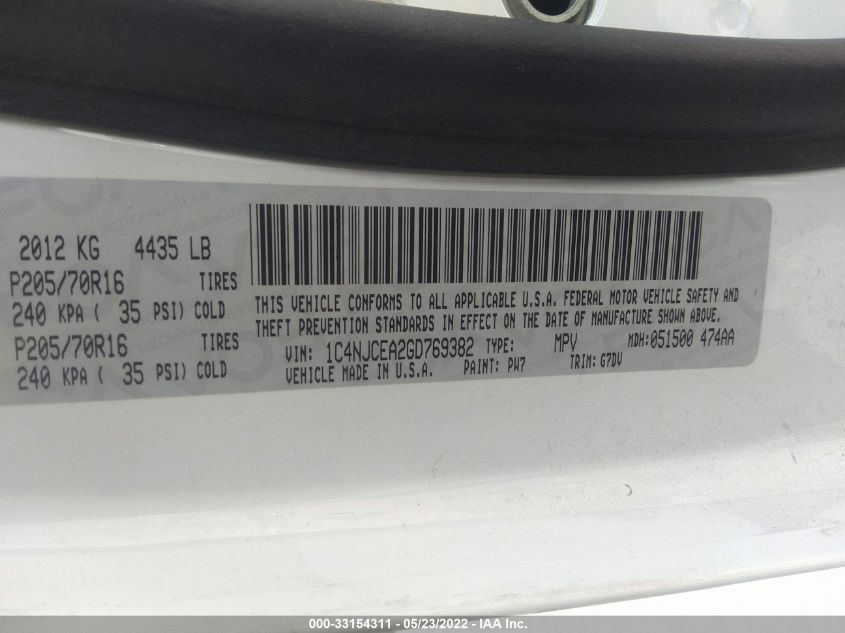 2012 KG 4435 LB
P205/70R16 TIRES
240 KPA ( 35 PSI) COLD
P205/70R16 TIRES
240 KPA ( 35 PSI) COLD
THIS VEHICLE CONFORMS TO ALL APPLICABLE U.S.A. FEDERAL MOTOR VEHICLE SAFETY AND
THEFT PREVENTION STANDARDS IN EFFECT ON THE DATE OF MANUFACTURE SHOWN ABOVE.
VIN: 1C4NJCEA2GD769382 TYPE: MPV MDH: 051500 474AA
VEHICLE MADE IN U.S.A. PAINT: PW7 TRIM: G7DV
000-33154311 - 05/23/2022 - IAA Inc.